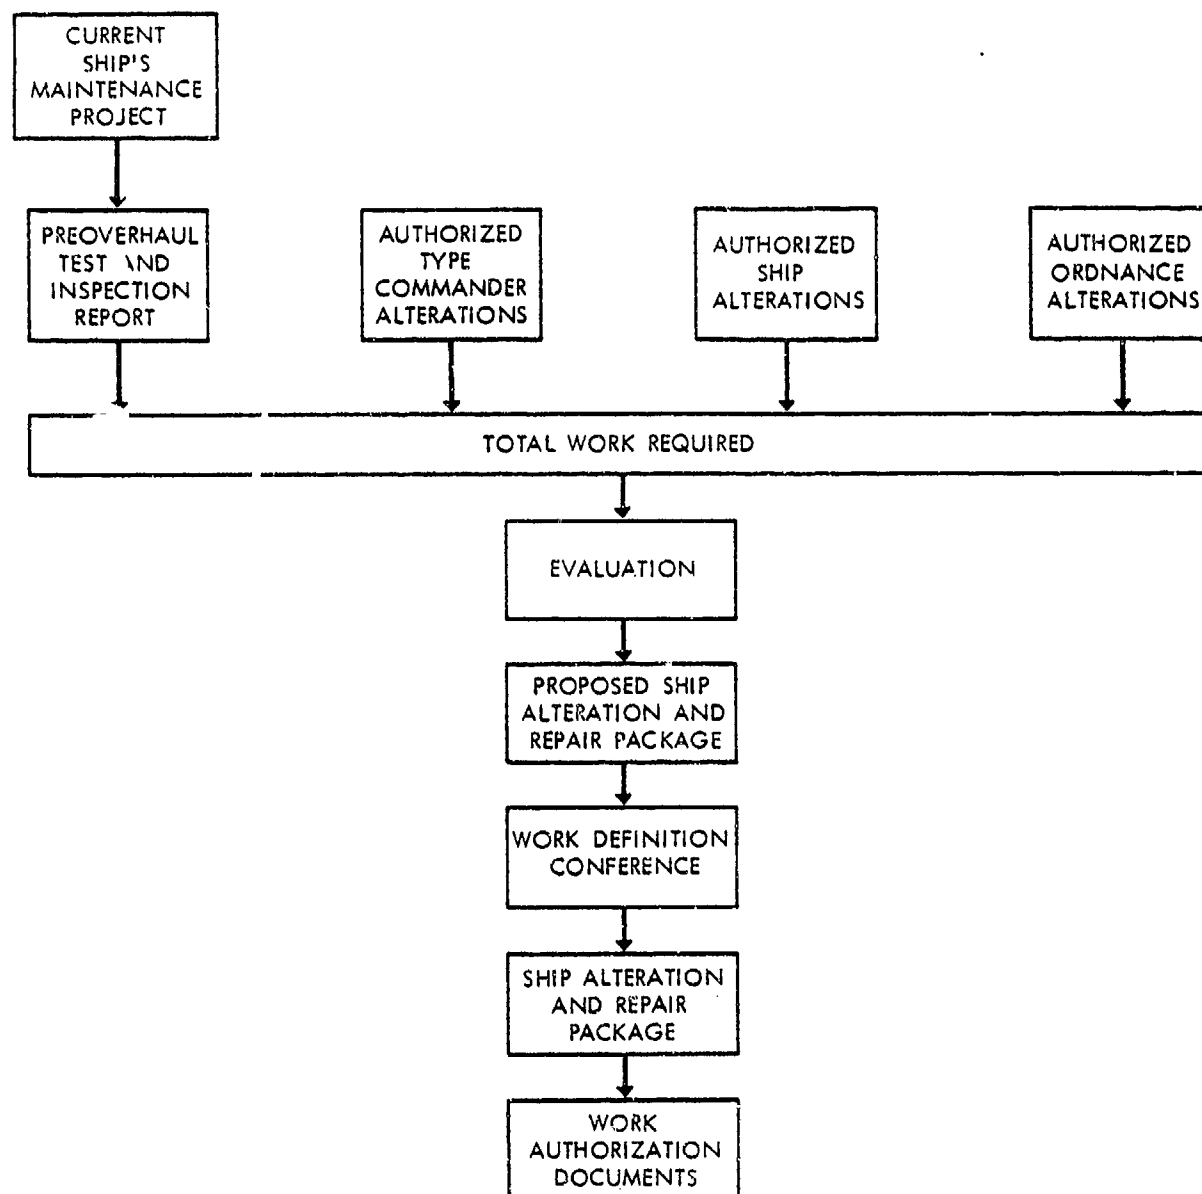 CURRENT
SHIP'S
MAINTENANCE
PROJECT
PREOVERHAUL
TEST AND
INSPECTION
REPORT
AUTHORIZED
TYPE
COMMANDER
ALTERATIONS
AUTHORIZED
SHIP
ALTERATIONS
AUTHORIZED
ORDNANCE
ALTERATIONS
TOTAL WORK REQUIRED
EVALUATION
PROPOSED SHIP
ALTERATION AND
REPAIR PACKAGE
WORK DEFINITION
CONFERENCE
SHIP ALTERATION
AND REPAIR
PACKAGE
WORK
AUTHORIZATION
DOCUMENTS